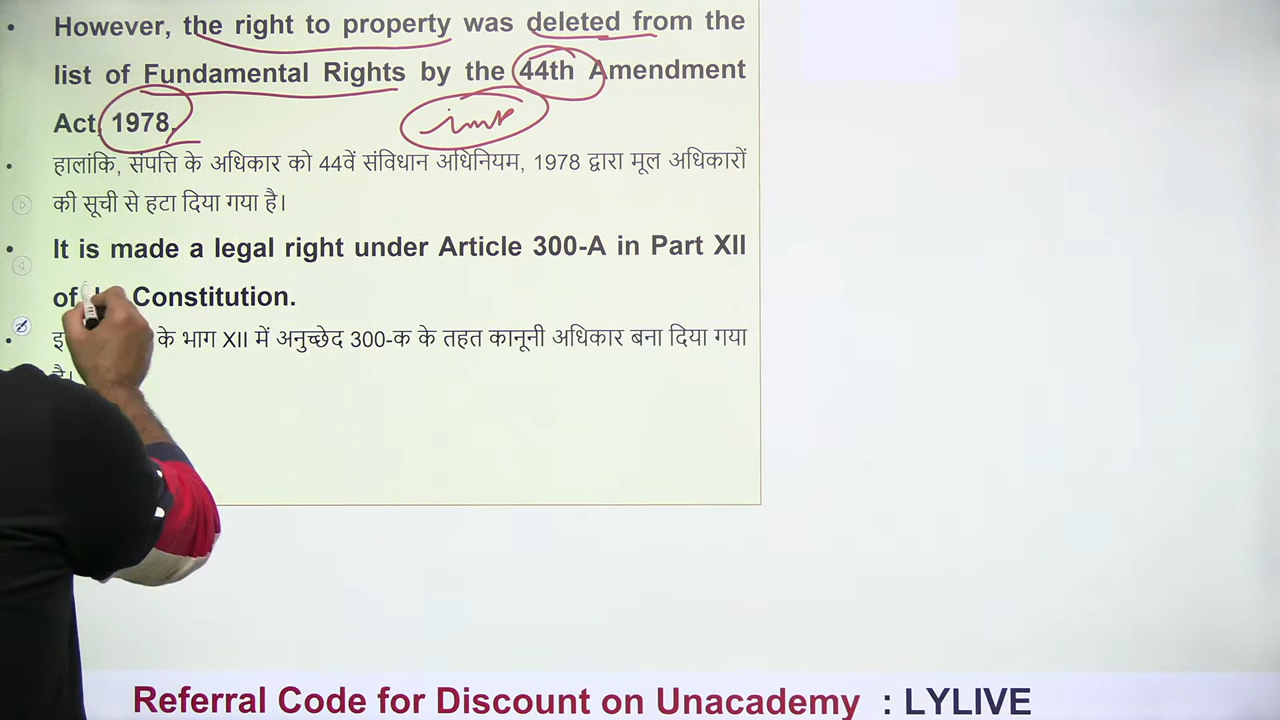 However, the right to property was deleted from the
list of Fundamental Rights by the 44th Amendment
Act, 1978.
imp
हालांकि, संपत्ति के अधिकार को 44वें संविधान अधिनियम, 1978 द्वारा मूल अधिकारों
की सूची से हटा दिया गया है।
It is made a legal right under Article 300-A in Part XII
of Constitution.
के भाग XII में अनुच्छेद 300-क के तहत कानूनी अधिकार बना दिया गया
है।
Referral Code for Discount on Unacademy : LYLIVE